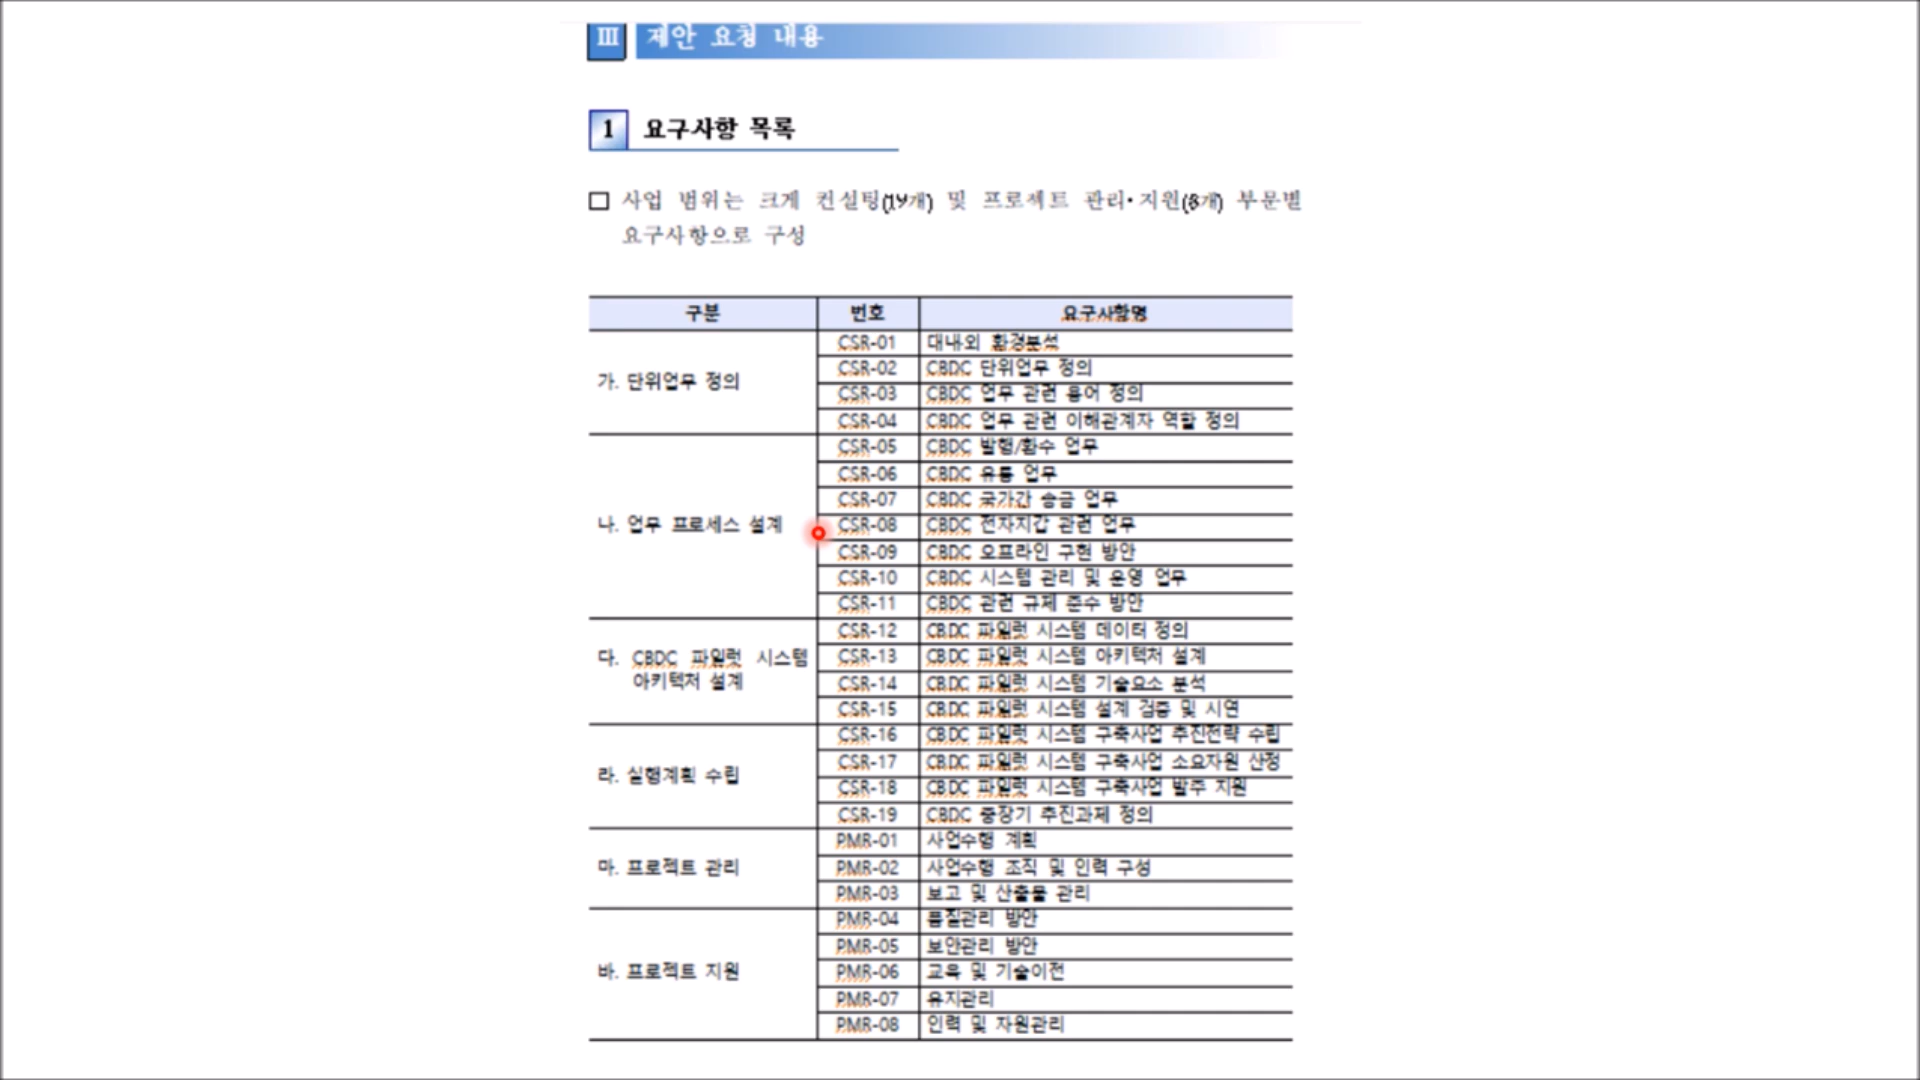 Ⅲ 제안 요청 내용
1 요구사항 목록
□ 사업 범위는 크게 컨설팅(19개) 및 프로젝트 관리·지원(8개) 부문별
요구사항으로 구성
구분 번호 요구사항명
가. 단위업무 정의
CSR-01 대내외 환경분석
CSR-02 CBDC 단위업무 정의
CSR-03 CBDC 업무 관련 용어 정의
CSR-04 CBDC 업무 관련 이해관계자 역할 정의
나. 업무 프로세스 설계
CSR-05 CBDC 발행/환수 업무
CSR-06 CBDC 유통 업무
CSR-07 CBDC 국가간 송금 업무
CSR-08 CBDC 전자지갑 관련 업무
CSR-09 CBDC 오프라인 구현 방안
CSR-10 CBDC 시스템 관리 및 운영 업무
CSR-11 CBDC 관련 규제 준수 방안
다. CBDC 파일럿 시스템
아키텍처 설계
CSR-12 CBDC 파일럿 시스템 데이터 정의
CSR-13 CBDC 파일럿 시스템 아키텍처 설계
CSR-14 CBDC 파일럿 시스템 기술요소 분석
CSR-15 CBDC 파일럿 시스템 설계 검증 및 시연
라. 실행계획 수립
CSR-16 CBDC 파일럿 시스템 구축사업 추진전략 수립
CSR-17 CBDC 파일럿 시스템 구축사업 소요자원 산정
CSR-18 CBDC 파일럿 시스템 구축사업 발주 지원
CSR-19 CBDC 중장기 추진과제 정의
마. 프로젝트 관리
PMR-01 사업수행 계획
PMR-02 사업수행 조직 및 인력 구성
PMR-03 보고 및 산출물 관리
바. 프로젝트 지원
PMR-04 품질관리 방안
PMR-05 보안관리 방안
PMR-06 교육 및 기술이전
PMR-07 유지관리
PMR-08 인력 및 자원관리